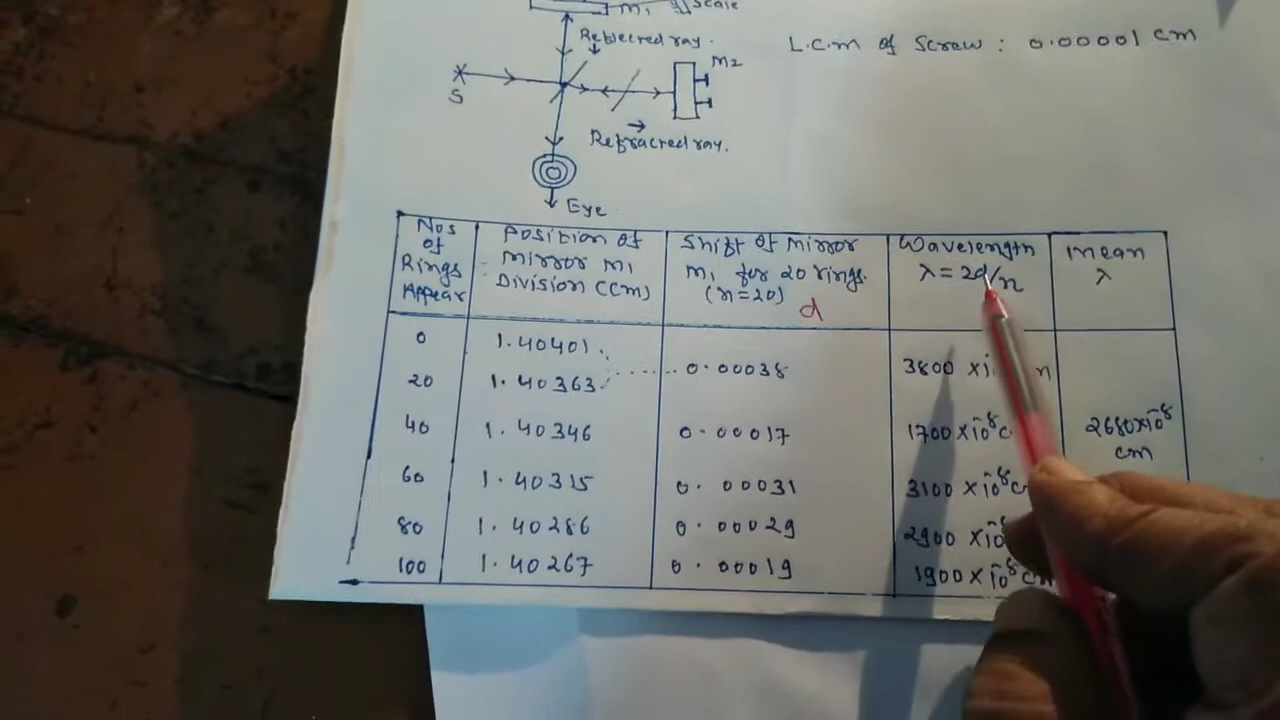 M1
Scale
Reflected ray.
L.C.M of Screw : 0.00001 cm
M2
S
Refracred ray.
Eye
Nos of Rings Appear
Position of Mirror M1 Division (cm)
Shift of Mirror M1 for 20 rings. (n=20) d
Wavelength λ = 2d/n
mean λ
0 1.40401
20 1.40363 0.00038 3800
40 1.40346 0.00017 1700 X 10⁻⁸ 2680X10⁻⁸ cm
60 1.40315 0.00031 3100 X 10⁻⁸
80 1.40286 0.00029 2900
100 1.40267 0.00019 1900 X 10⁻⁸